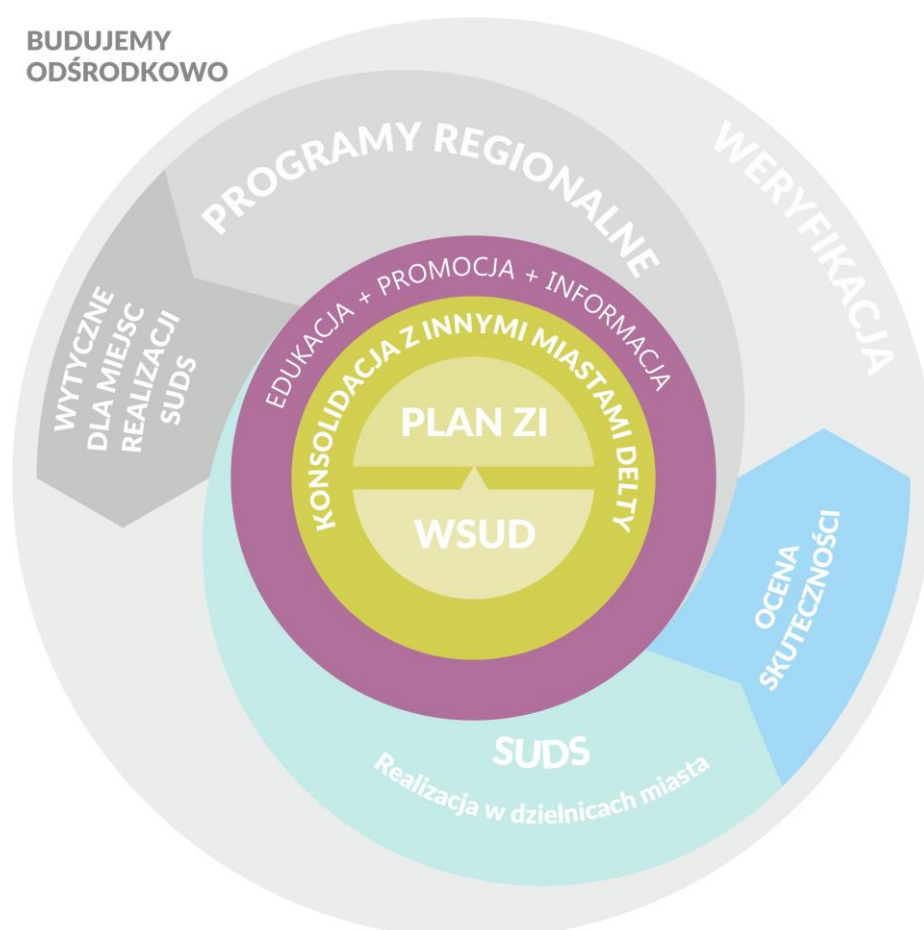 BUDUJEMY
ODŚRODKOWO
PROGRAMY REGIONALNE
WERYFIKACJA
WYTYCZNE
DLA MIEJSC
REALIZACJI
SUDS
EDUKACJA + PROMOCJA + INFORMACJA
KONSOLIDACJA Z INNYMI MIASTAMI DELTY
PLAN ZI
WSUD
OCENA
SKUTECZNOŚCI
SUDS
Realizacja w dzielnicach miasta